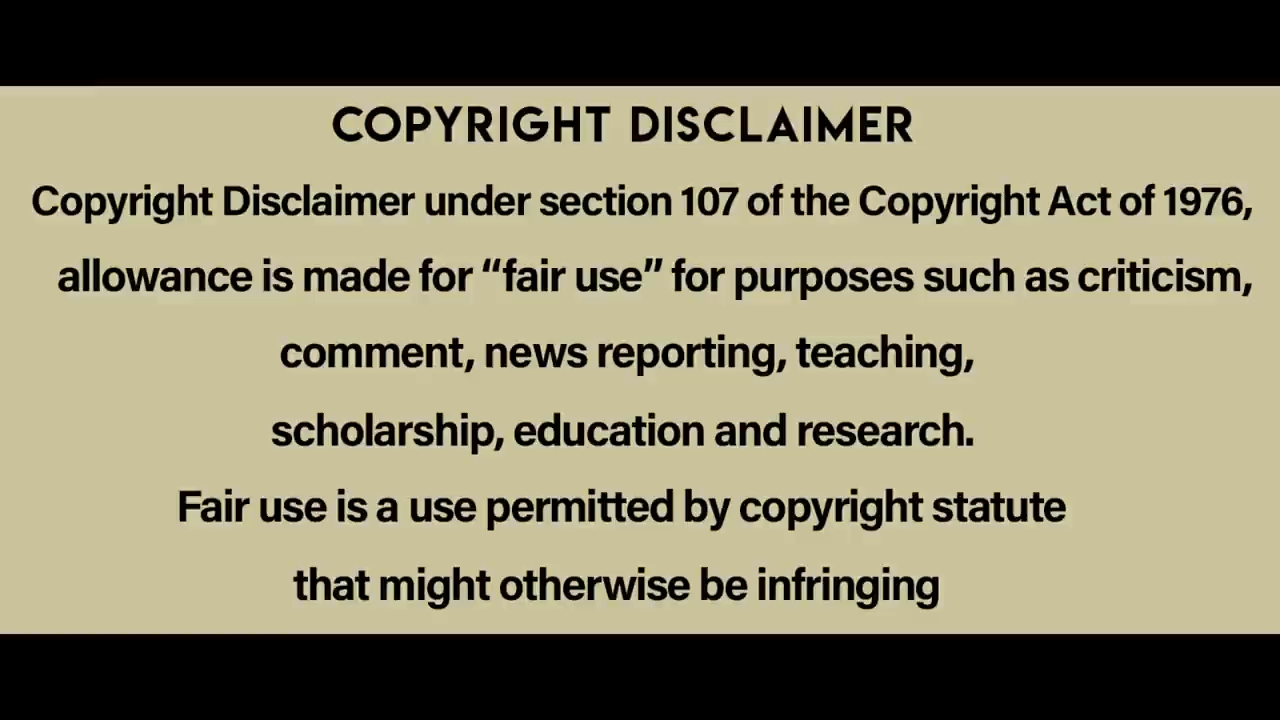 COPYRIGHT DISCLAIMER
Copyright Disclaimer under section 107 of the Copyright Act of 1976,
allowance is made for “fair use” for purposes such as criticism,
comment, news reporting, teaching,
scholarship, education and research.
Fair use is a use permitted by copyright statute
that might otherwise be infringing